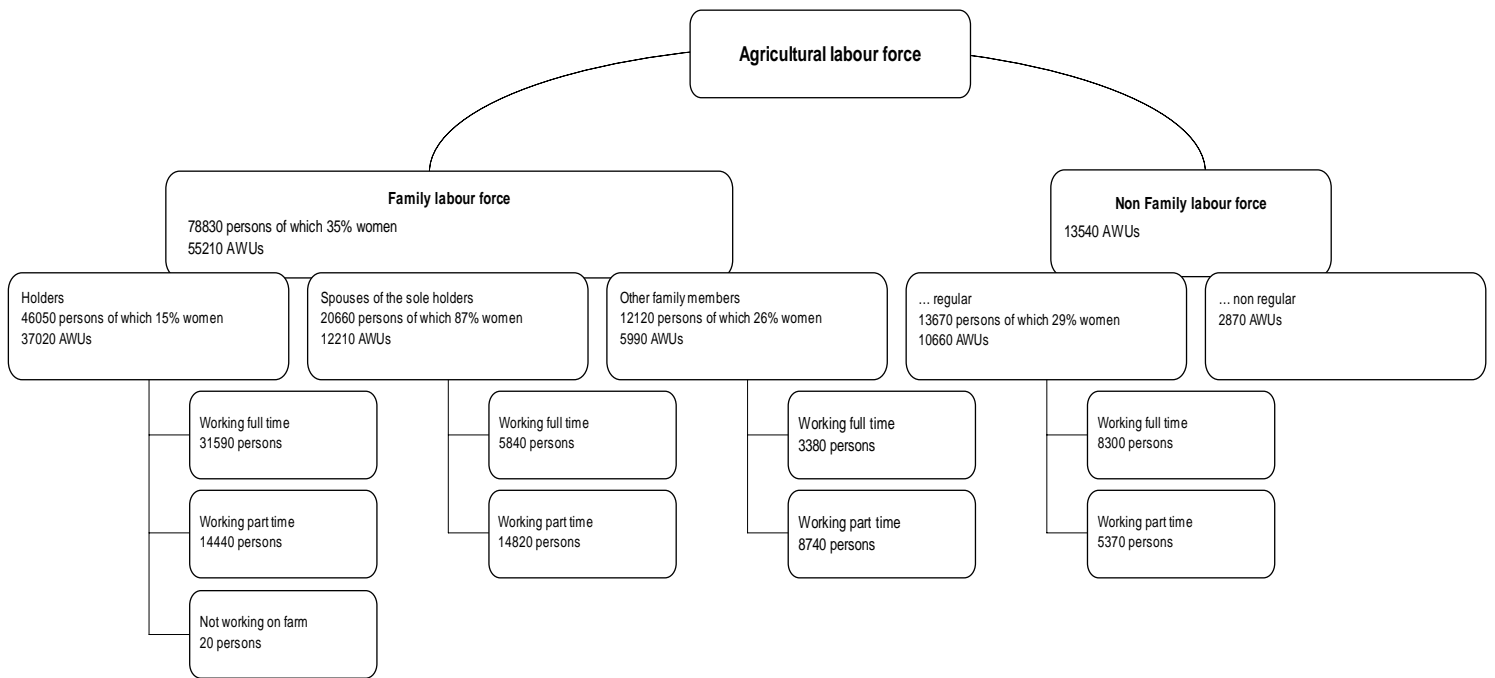 Agricultural labour force
Family labour force
78830 persons of which 35% women
55210 AWUs
Non Family labour force
13540 AWUs
Holders
46050 persons of which 15% women
37020 AWUs
Spouses of the sole holders
20660 persons of which 87% women
12210 AWUs
Other family members
12120 persons of which 26% women
5990 AWUs
... regular
13670 persons of which 29% women
10660 AWUs
... non regular
2870 AWUs
Working full time
31590 persons
Working full time
5840 persons
Working full time
3380 persons
Working full time
8300 persons
Working part time
14440 persons
Working part time
14820 persons
Working part time
8740 persons
Working part time
5370 persons
Not working on farm
20 persons